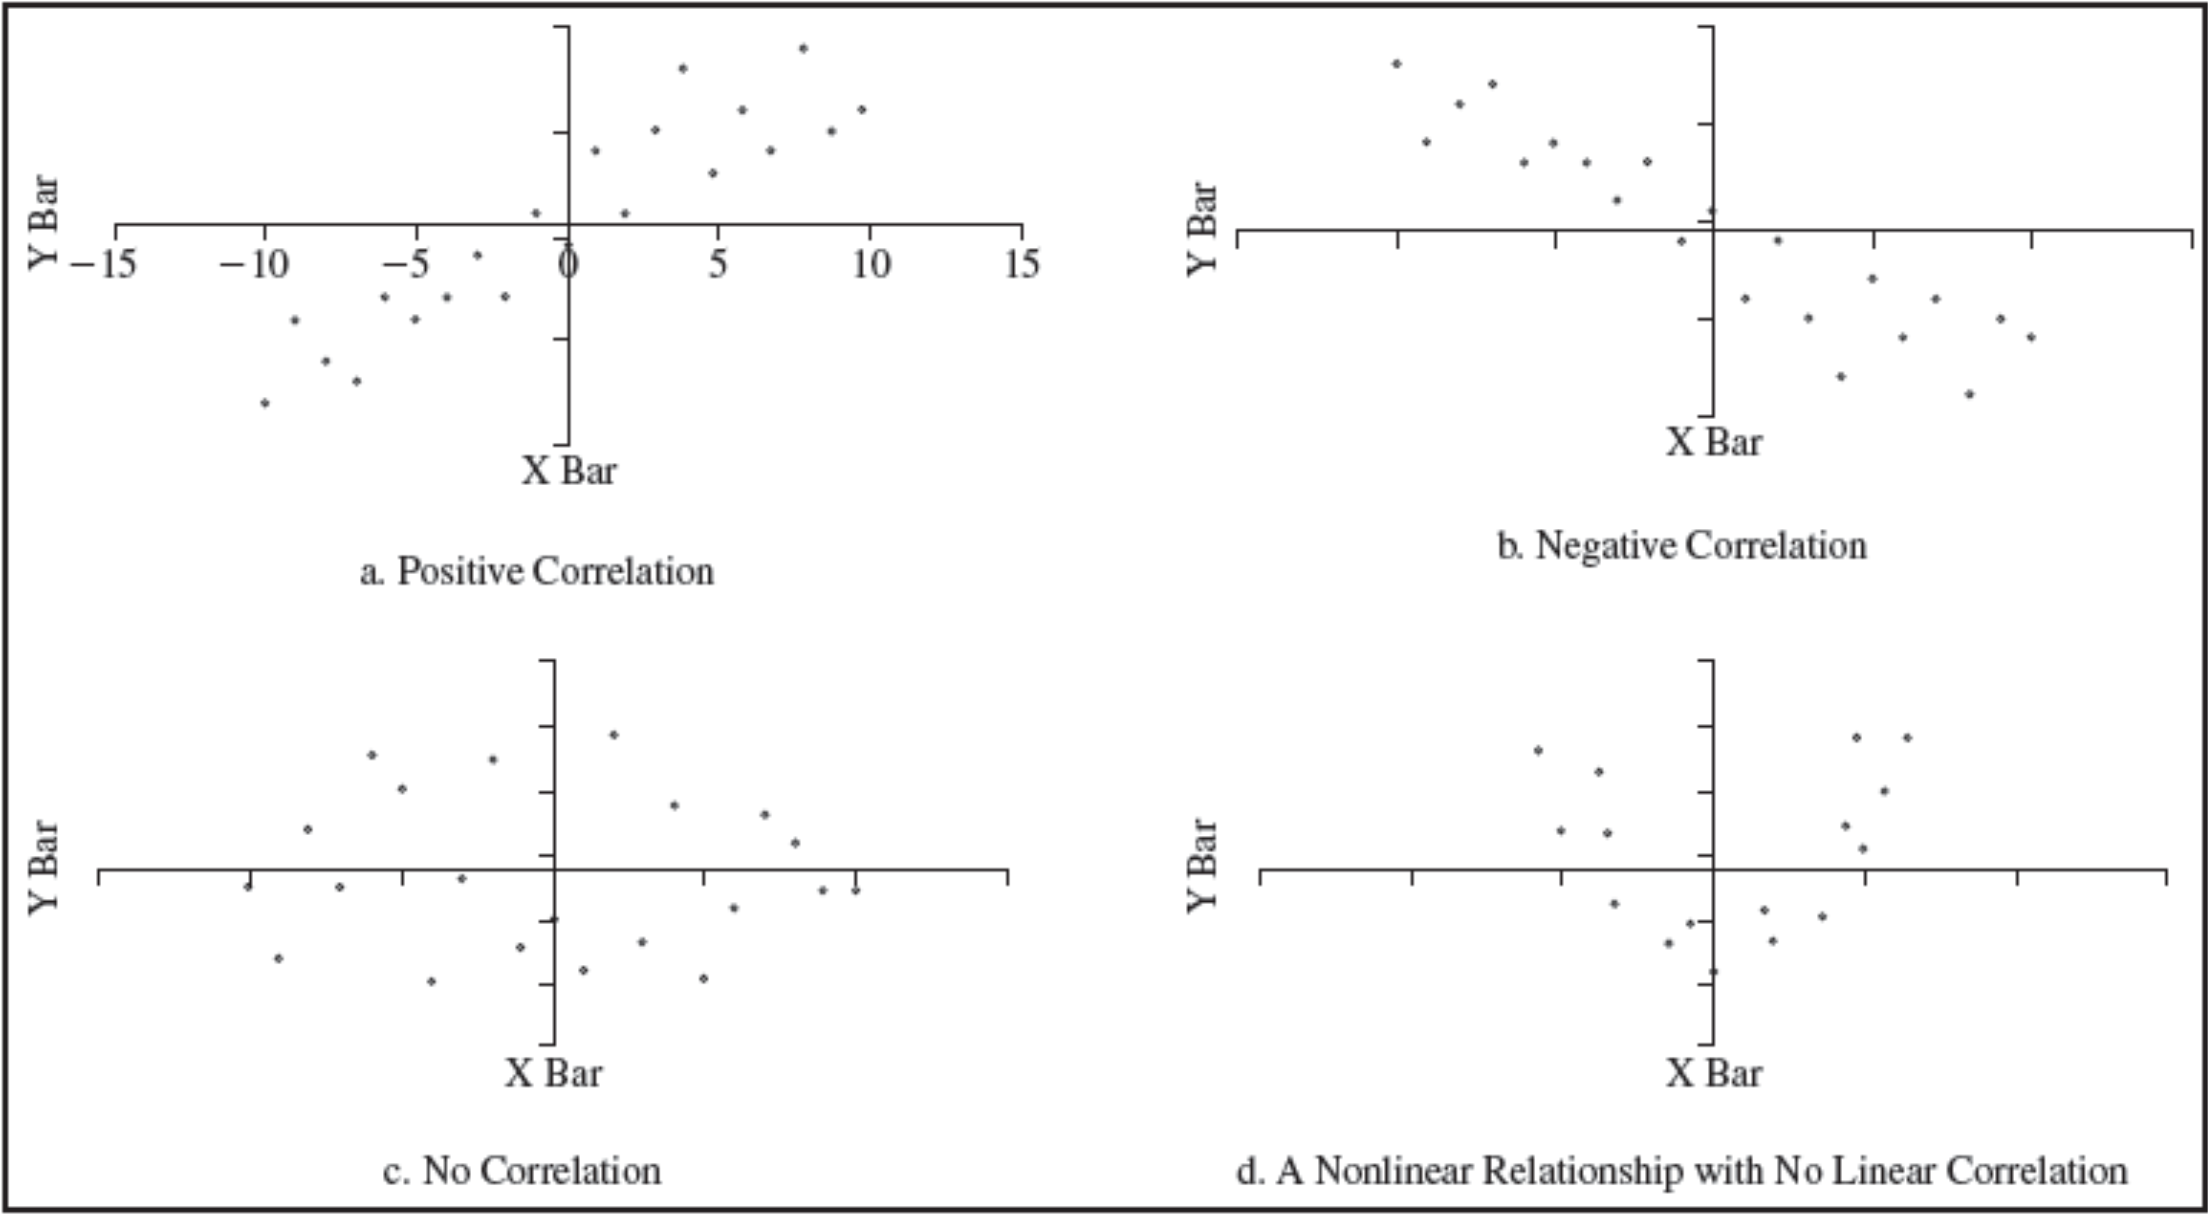 Y Bar
−15 −10 −5 0 5 10 15
X Bar
a. Positive Correlation
Y Bar
X Bar
b. Negative Correlation
Y Bar
X Bar
c. No Correlation
Y Bar
X Bar
d. A Nonlinear Relationship with No Linear Correlation